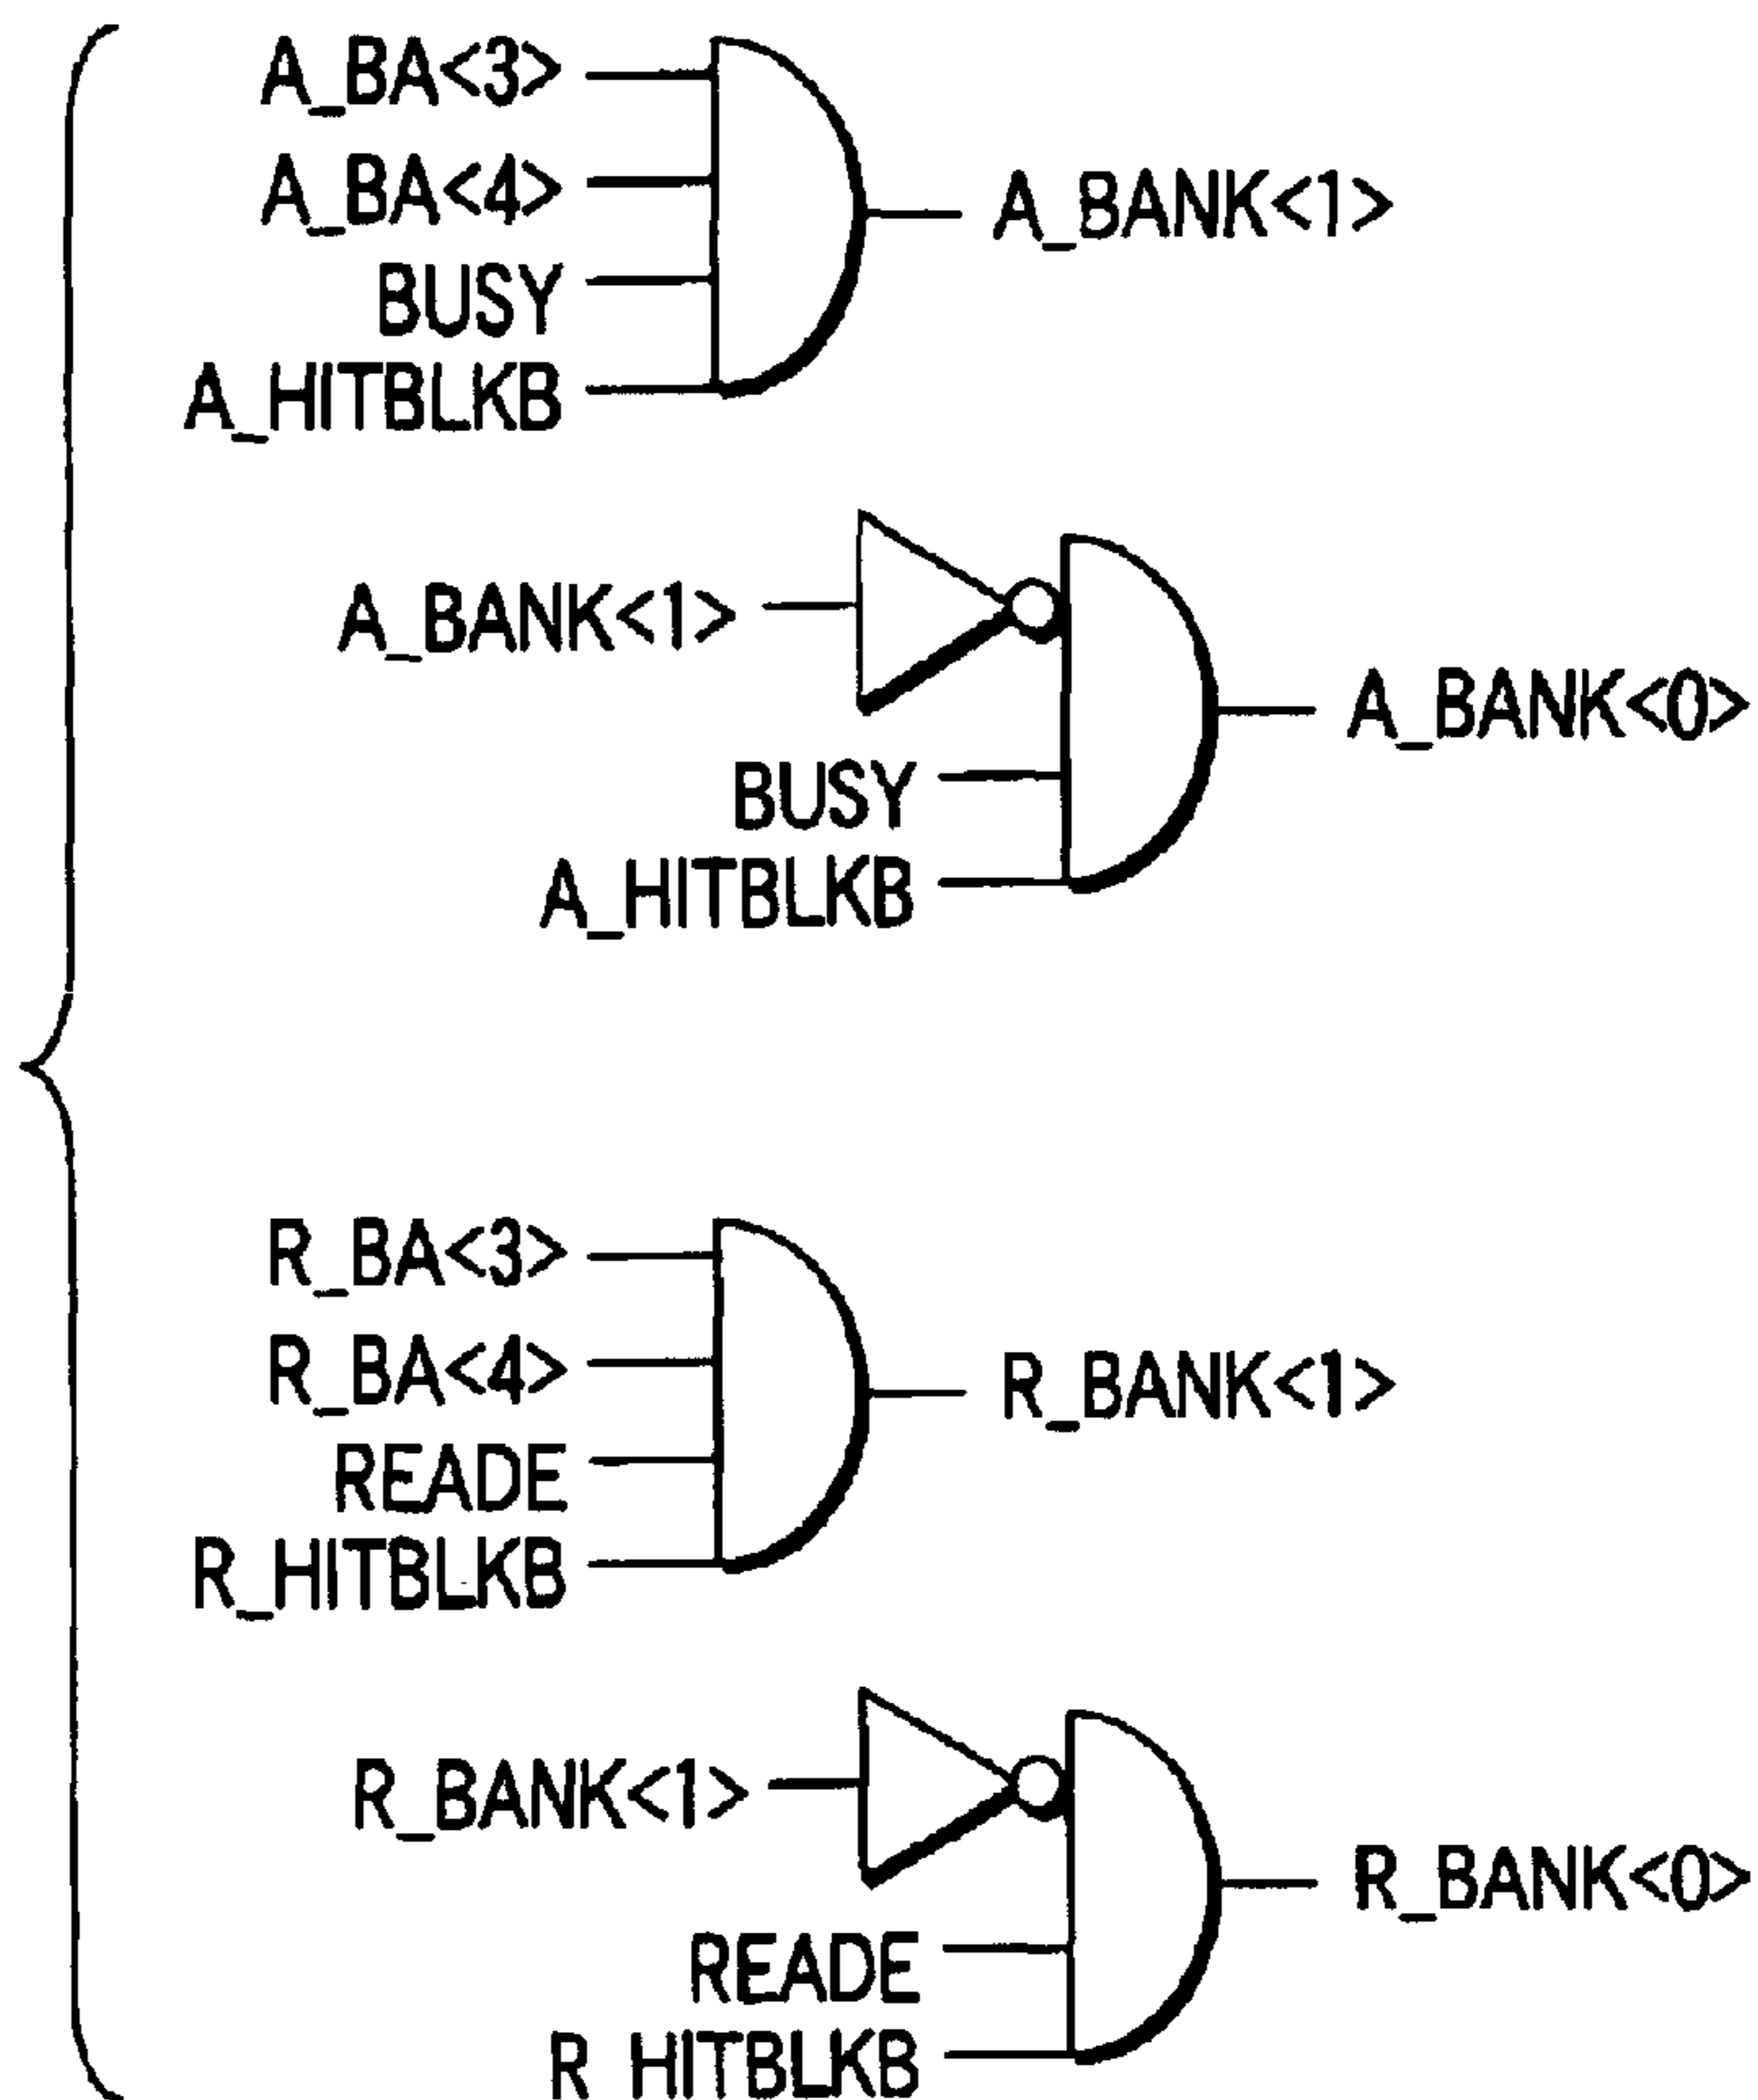 A_BA<3>
A_BA<4>
BUSY
A_HITBLKB
A_BANK<1>
A_BANK<1>
BUSY
A_HITBLKB
A_BANK<0>
R_BA<3>
R_BA<4>
READE
R_HITBLKB
R_BANK<1>
R_BANK<1>
READE
R HITBLKB
R_BANK<0>